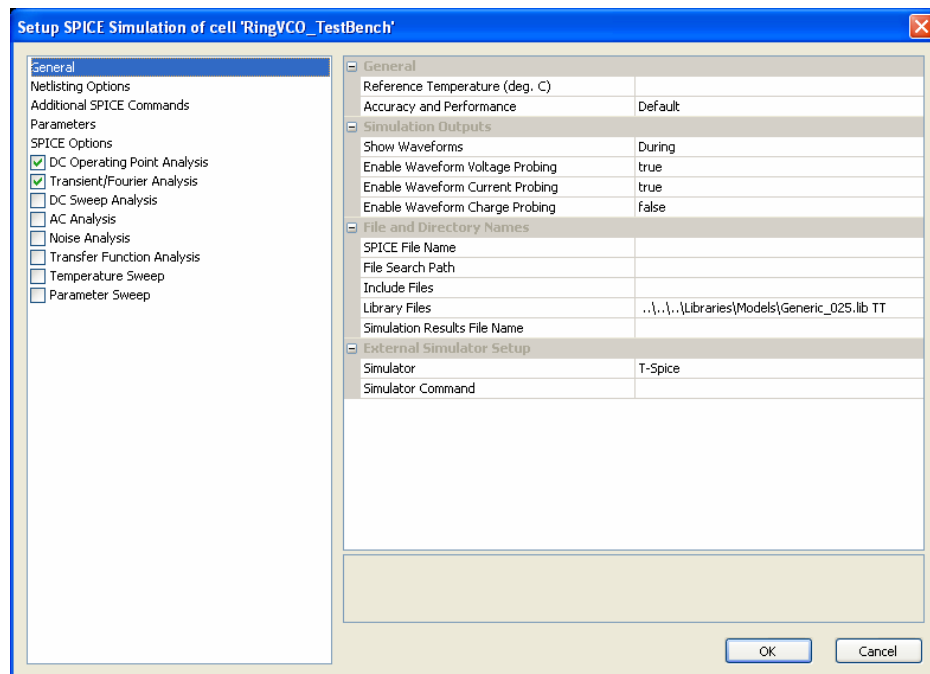 Setup SPICE Simulation of cell 'RingVCO_TestBench'
General
Netlisting Options
Additional SPICE Commands
Parameters
SPICE Options
DC Operating Point Analysis
Transient/Fourier Analysis
DC Sweep Analysis
AC Analysis
Noise Analysis
Transfer Function Analysis
Temperature Sweep
Parameter Sweep
General
Reference Temperature (deg. C)
Accuracy and Performance Default
Simulation Outputs
Show Waveforms During
Enable Waveform Voltage Probing true
Enable Waveform Current Probing true
Enable Waveform Charge Probing false
File and Directory Names
SPICE File Name
File Search Path
Include Files
Library Files ..\..\..\Libraries\Models\Generic_025.lib TT
Simulation Results File Name
External Simulator Setup
Simulator T-Spice
Simulator Command
OK Cancel